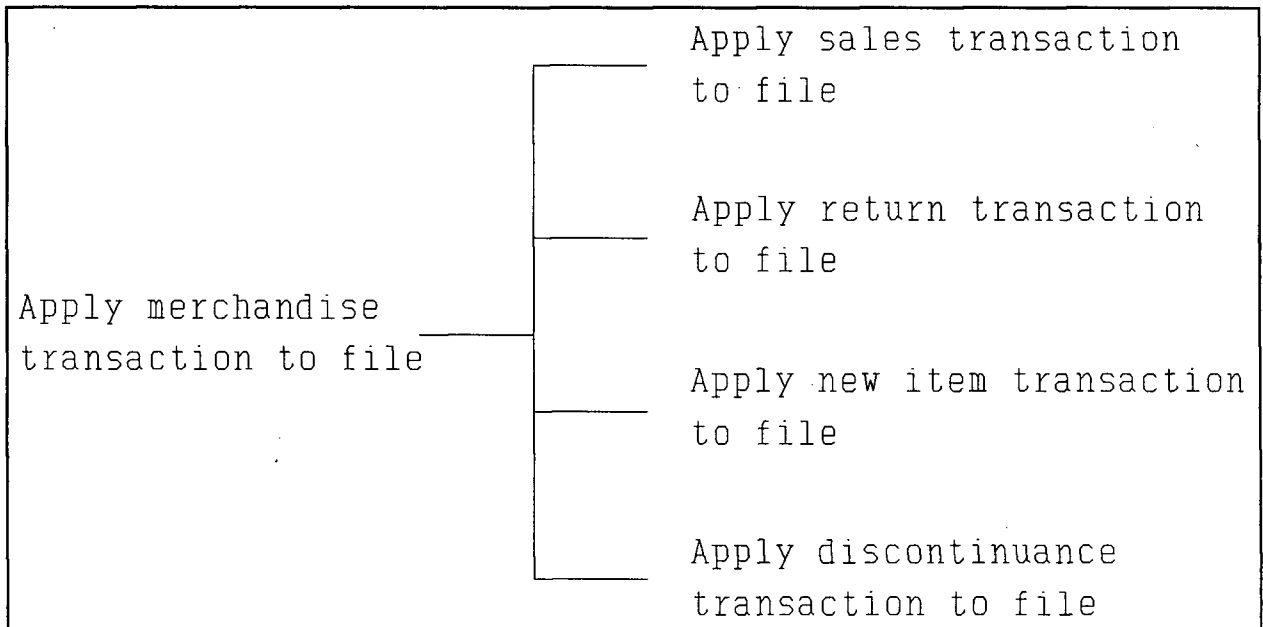 Apply sales transaction
to file
Apply return transaction
to file
Apply merchandise
transaction to file
Apply new item transaction
to file
Apply discontinuance
transaction to file